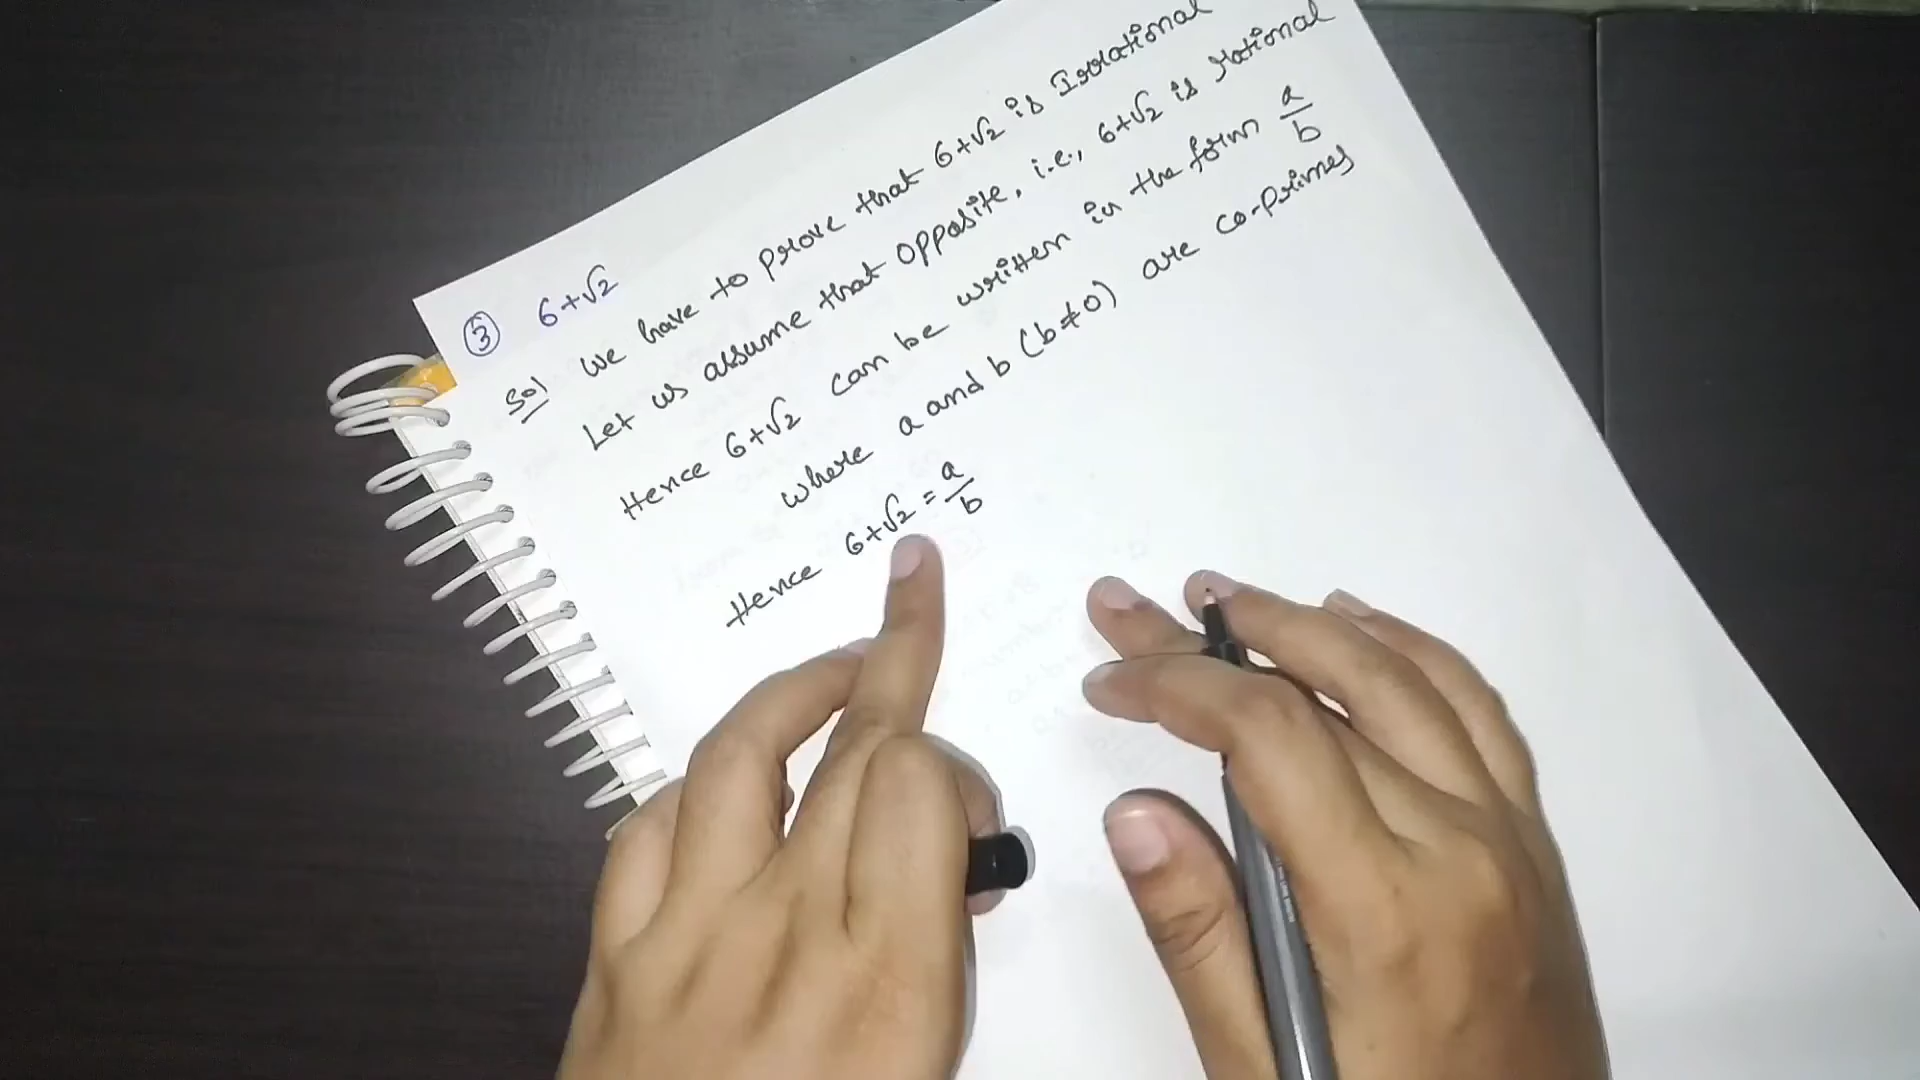 ③ 6+√2
Sol We have to prove that 6+√2 is Irrational
Let us assume that opposite, i.e., 6+√2 is rational
Hence 6+√2 can be written in the form a/b
where a and b (b≠0) are co-primes
Hence 6+√2 = a/b